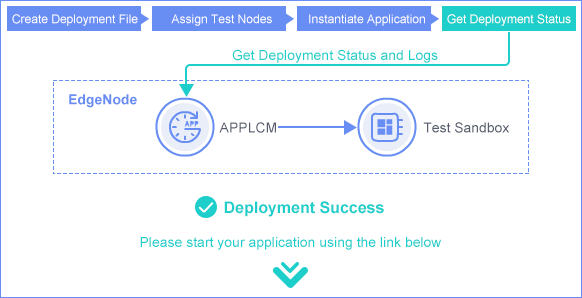 Create Deployment File
Assign Test Nodes
Instantiate Application
Get Deployment Status
Get Deployment Status and Logs
EdgeNode
APP
APPLCM
Test Sandbox
Deployment Success
Please start your application using the link below